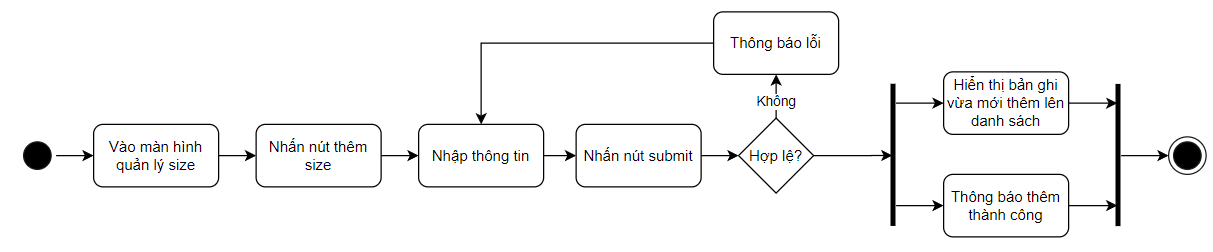 Thông báo lỗi
Không
Vào màn hình
quản lý size
Nhấn nút thêm
size
Nhập thông tin
Nhấn nút submit
Hợp lệ?
Hiển thị bản ghi
vừa mới thêm lên
danh sách
Thông báo thêm
thành công